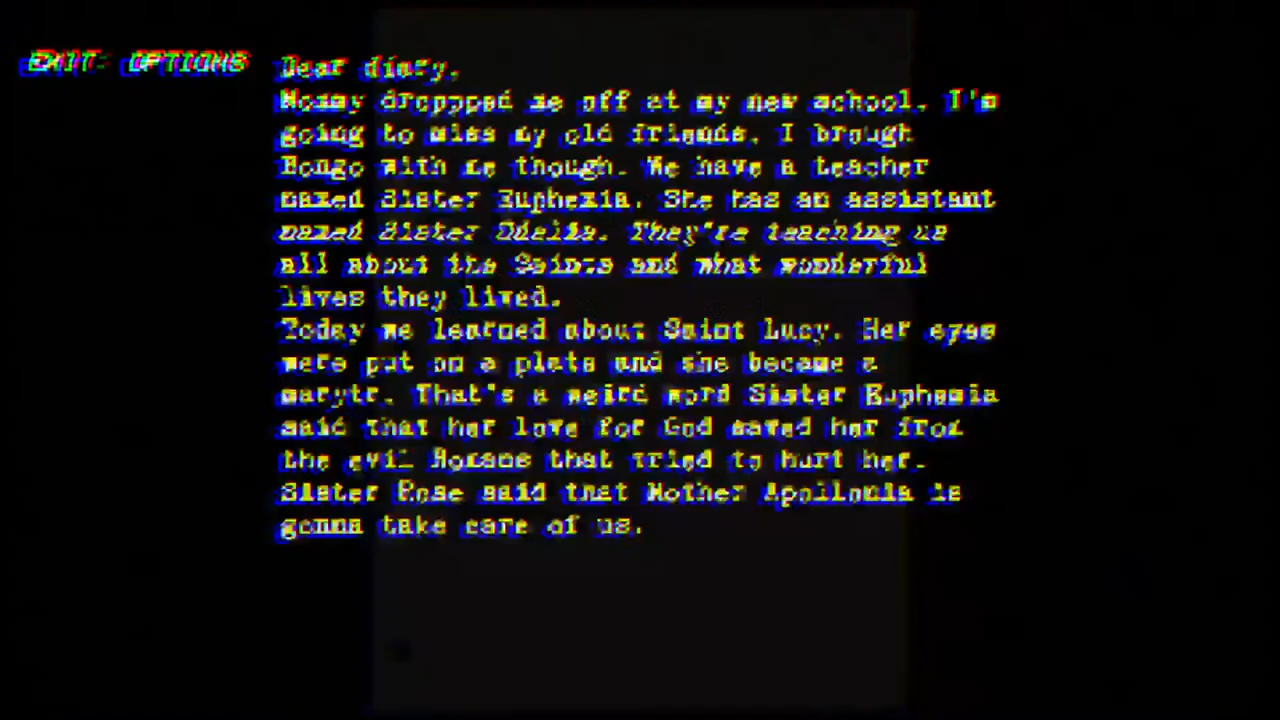 EXIT: OPTIONS
Dear diary,
Mommy droppped me off at my new school. I'm
going to miss my old friends. I brough
Bongo with me though. We have a teacher
named Sister Euphemia. She has an assistant
named Sister Odelia. They're teaching us
all about the Saints and what wonderful
lives they lived.
Today we learned about Saint Lucy. Her eyes
were put on a plate and she became a
marytr. That's a weird word Sister Euphemia
said that her love for God saved her from
the evil Romans that tried to hurt her.
Sister Rose said that Mother Apollonia is
gonna take care of us.